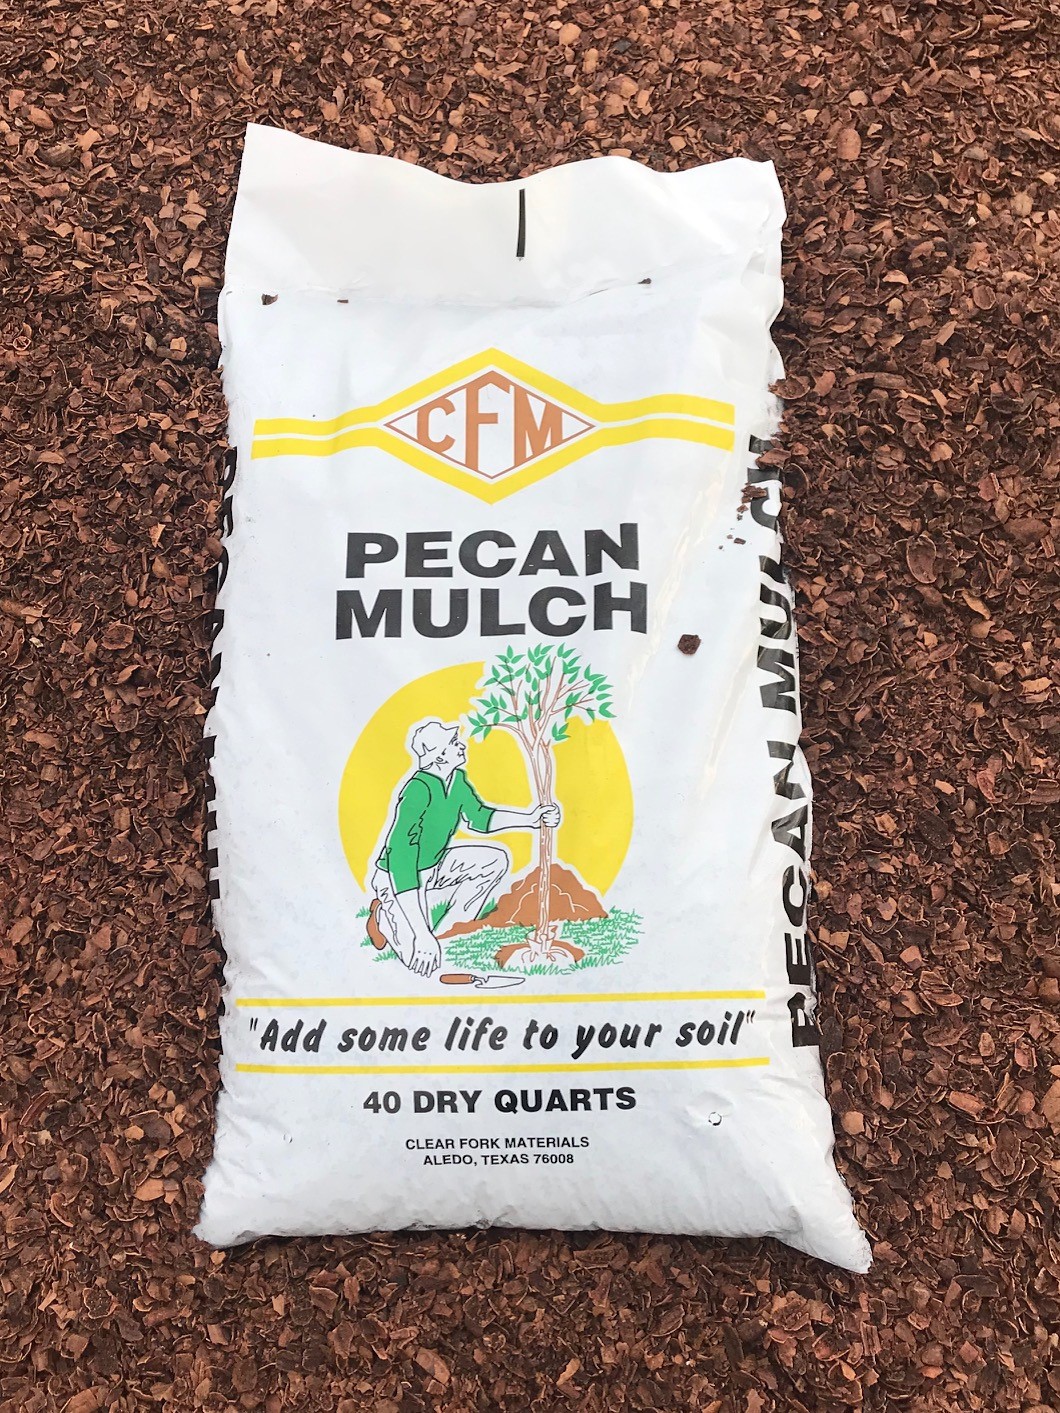 CFM
PECAN
MULCH
"Add some life to your soil"
40 DRY QUARTS
CLEAR FORK MATERIALS
ALEDO, TEXAS 76008
PECAN MULCH